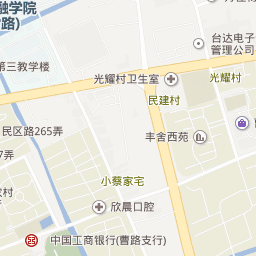 融学院
路)
台达电子
管理公司
第三教学楼
光耀村卫生室
光耀村
民建村
民区路265弄
丰舍西苑
小蔡家宅
村
欣晨口腔
中国工商银行(曹路支行)